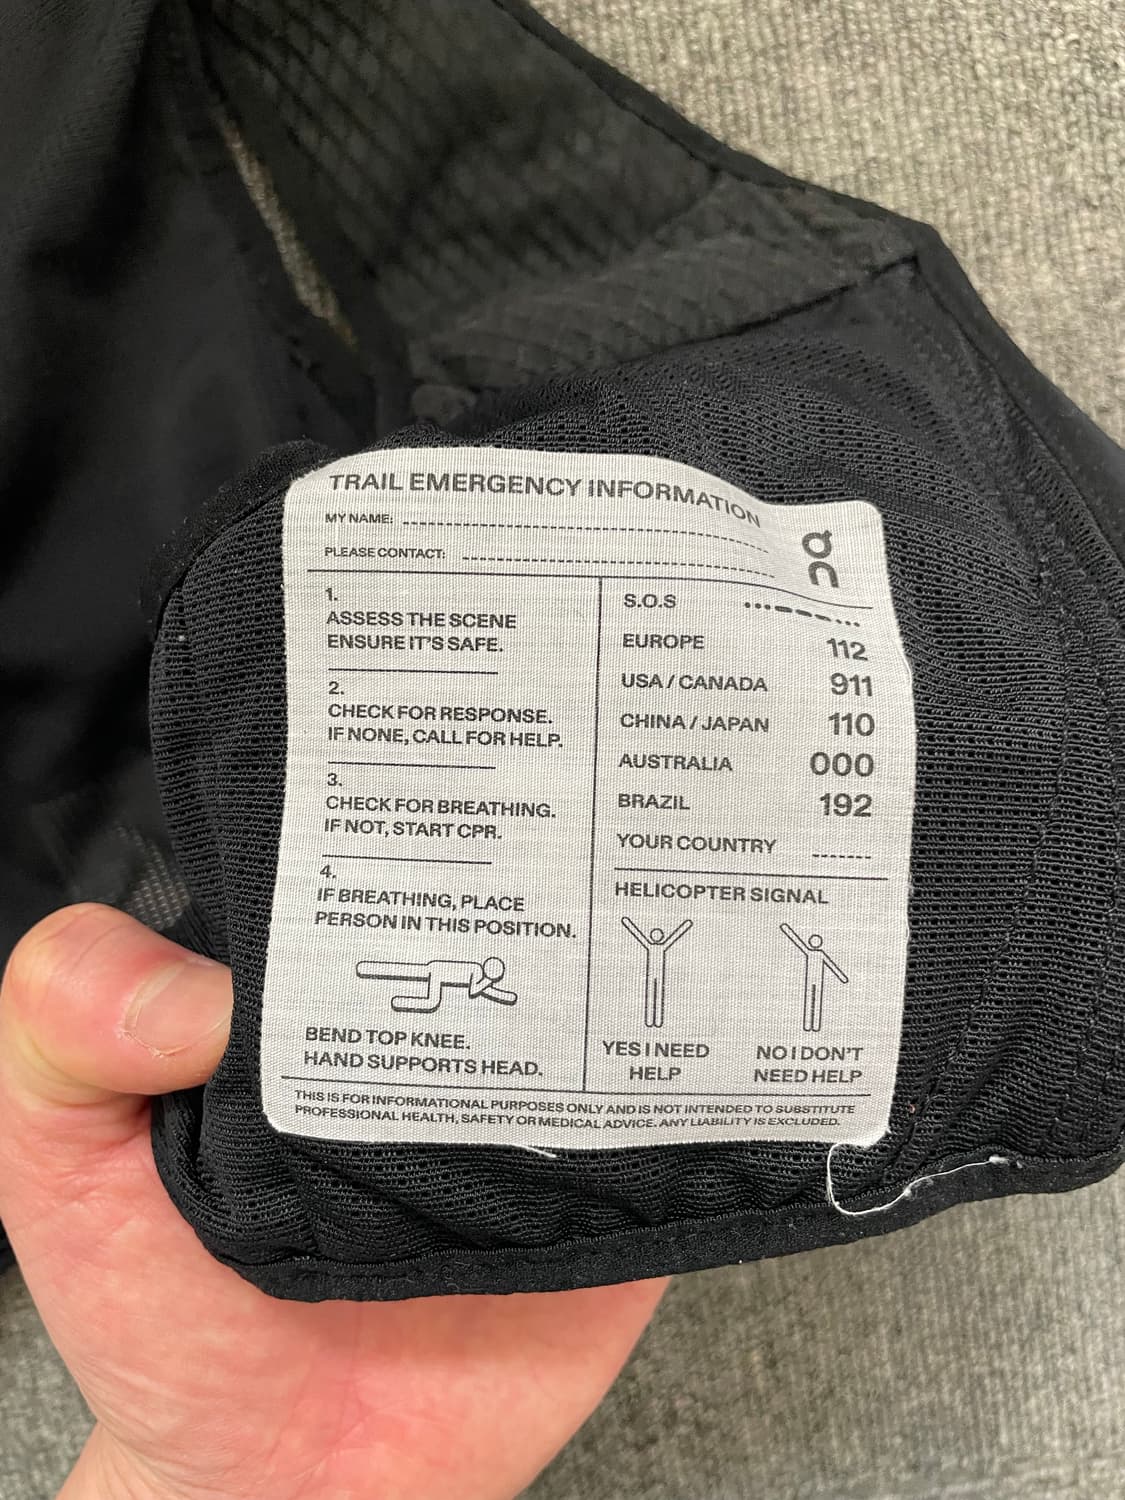 TRAIL EMERGENCY INFORMATION
MY NAME:
PLEASE CONTACT:
on
1.
ASSESS THE SCENE
ENSURE IT'S SAFE.
2.
CHECK FOR RESPONSE.
IF NONE, CALL FOR HELP.
3.
CHECK FOR BREATHING.
IF NOT, START CPR.
4.
IF BREATHING, PLACE
PERSON IN THIS POSITION.
BEND TOP KNEE.
HAND SUPPORTS HEAD.
S.O.S ...---...
EUROPE 112
USA / CANADA 911
CHINA / JAPAN 110
AUSTRALIA 000
BRAZIL 192
YOUR COUNTRY
HELICOPTER SIGNAL
YES I NEED
HELP
NO I DON'T
NEED HELP
THIS IS FOR INFORMATIONAL PURPOSES ONLY AND IS NOT INTENDED TO SUBSTITUTE
PROFESSIONAL HEALTH, SAFETY OR MEDICAL ADVICE. ANY LIABILITY IS EXCLUDED.